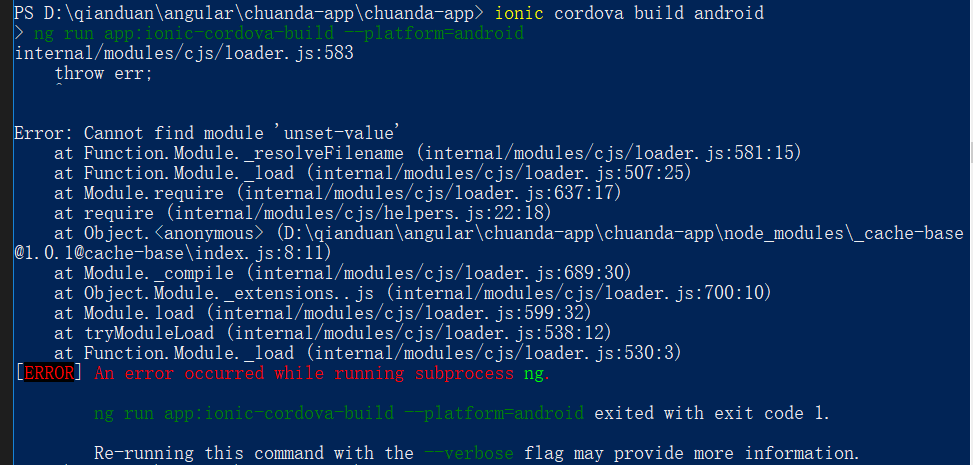 PS D:\qianduan\angular\chuanda-app\chuanda-app> ionic cordova build android
> ng run app:ionic-cordova-build --platform=android
internal/modules/cjs/loader.js:583
    throw err;
    ^

Error: Cannot find module 'unset-value'
    at Function.Module._resolveFilename (internal/modules/cjs/loader.js:581:15)
    at Function.Module._load (internal/modules/cjs/loader.js:507:25)
    at Module.require (internal/modules/cjs/loader.js:637:17)
    at require (internal/modules/cjs/helpers.js:22:18)
    at Object.<anonymous> (D:\qianduan\angular\chuanda-app\chuanda-app\node_modules\_cache-base
@1.0.1@cache-base\index.js:8:11)
    at Module._compile (internal/modules/cjs/loader.js:689:30)
    at Object.Module._extensions..js (internal/modules/cjs/loader.js:700:10)
    at Module.load (internal/modules/cjs/loader.js:599:32)
    at tryModuleLoad (internal/modules/cjs/loader.js:538:12)
    at Function.Module._load (internal/modules/cjs/loader.js:530:3)
[ERROR] An error occurred while running subprocess ng.

        ng run app:ionic-cordova-build --platform=android exited with exit code 1.

        Re-running this command with the --verbose flag may provide more information.